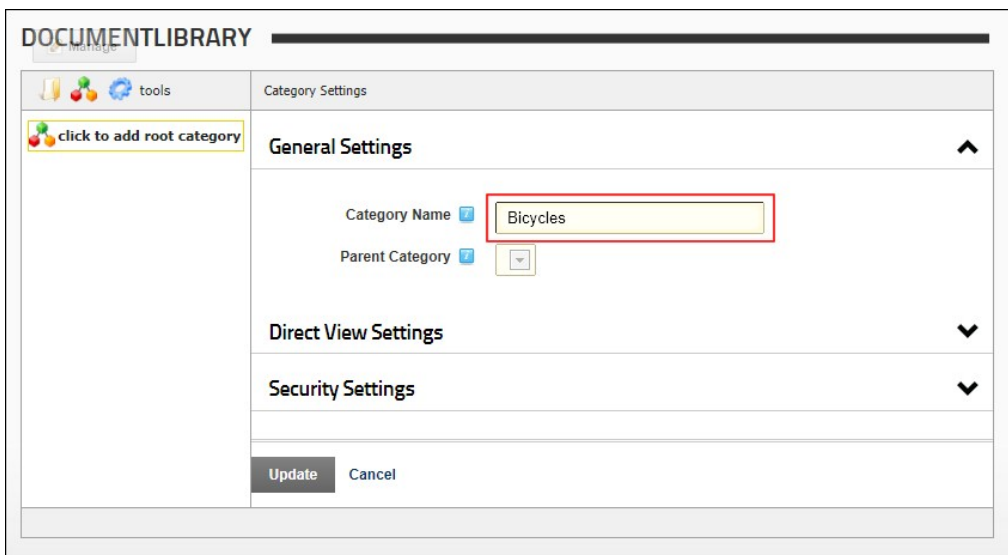 DOCUMENTLIBRARY
Manage
tools
Category Settings
click to add root category
General Settings
Category Name
Bicycles
Parent Category
Direct View Settings
Security Settings
Update Cancel